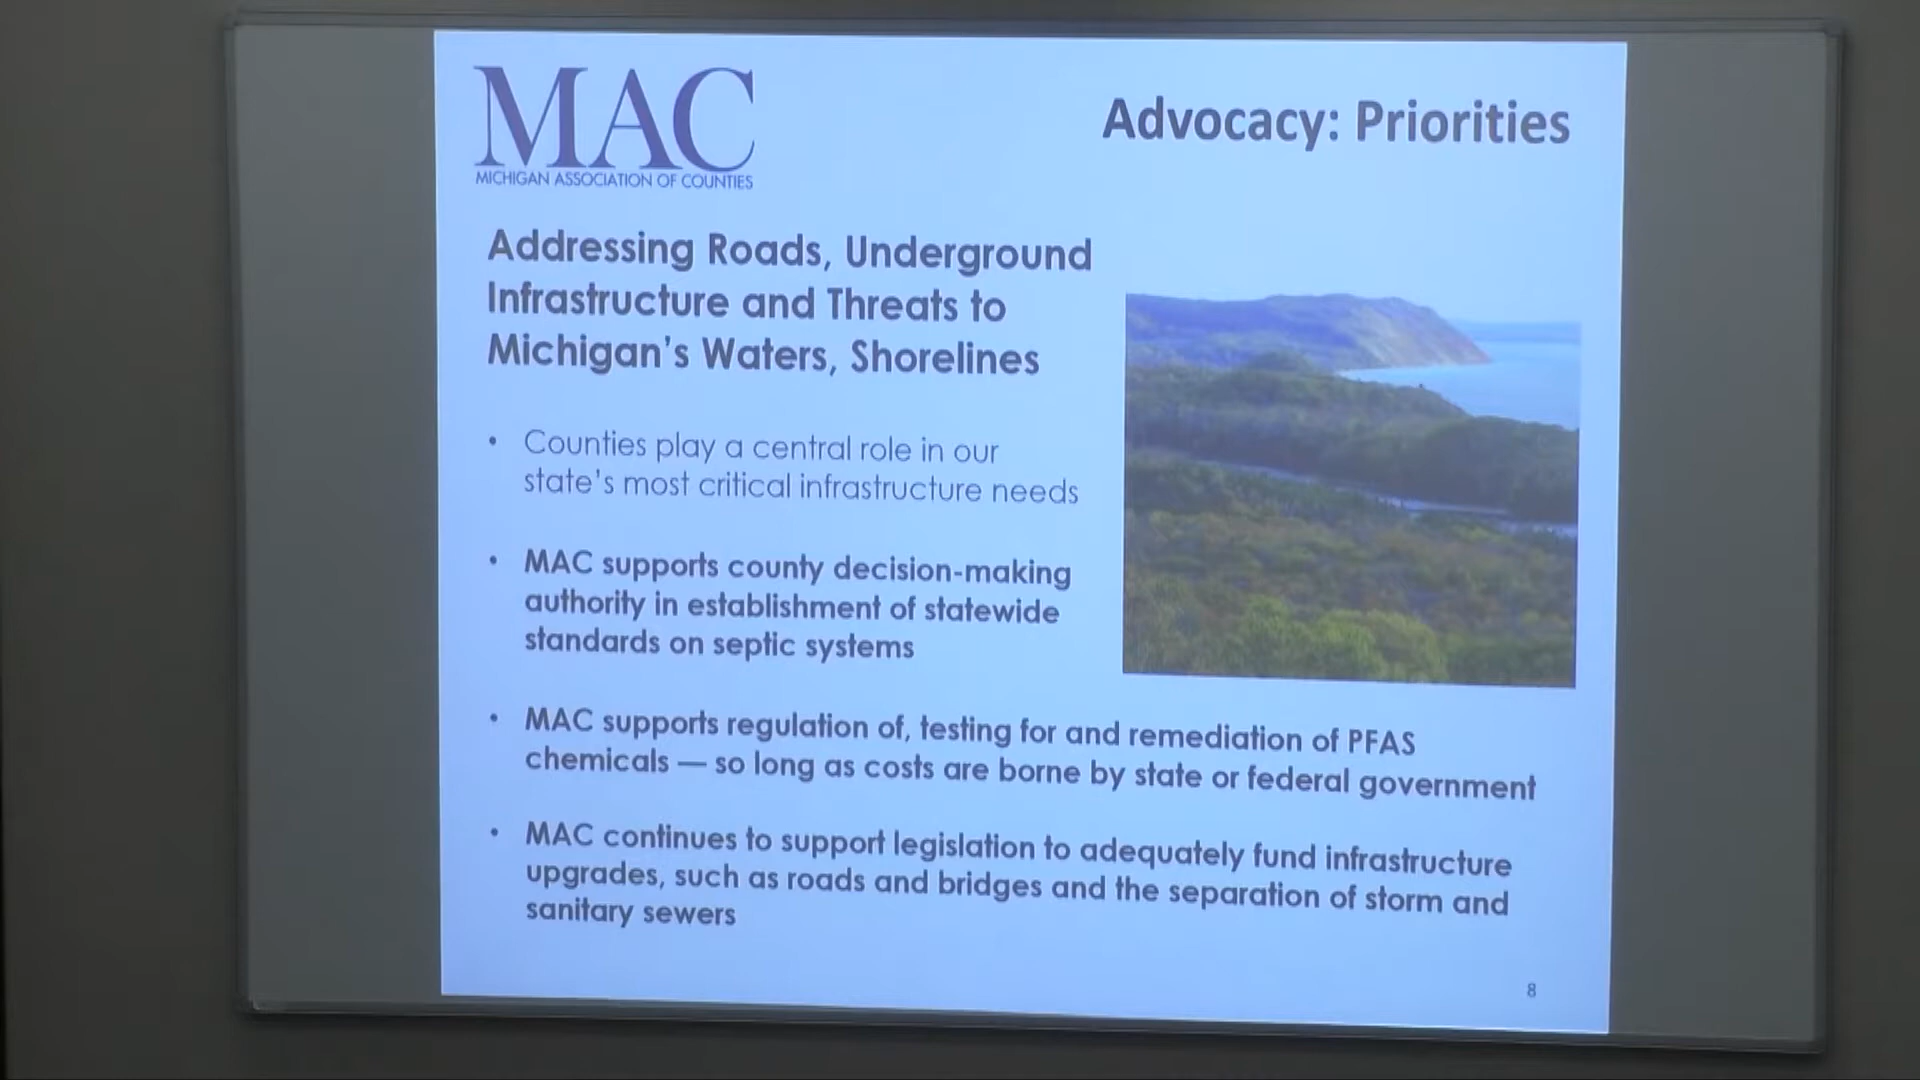 MAC
MICHIGAN ASSOCIATION OF COUNTIES
Advocacy: Priorities
Addressing Roads, Underground
Infrastructure and Threats to
Michigan's Waters, Shorelines
• Counties play a central role in our
state's most critical infrastructure needs
• MAC supports county decision-making
authority in establishment of statewide
standards on septic systems
• MAC supports regulation of, testing for and remediation of PFAS
chemicals — so long as costs are borne by state or federal government
• MAC continues to support legislation to adequately fund infrastructure
upgrades, such as roads and bridges and the separation of storm and
sanitary sewers
8